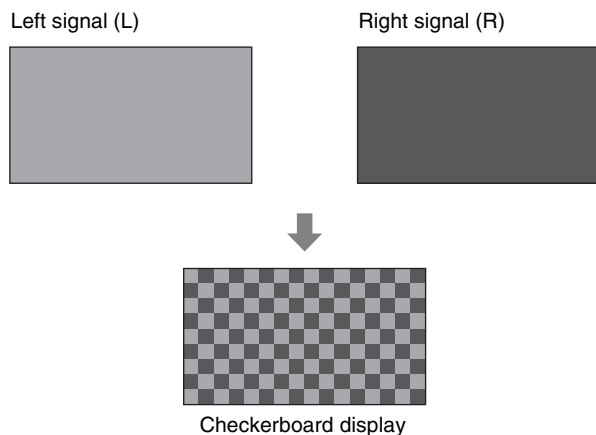 Left signal (L)
Right signal (R)
Checkerboard display